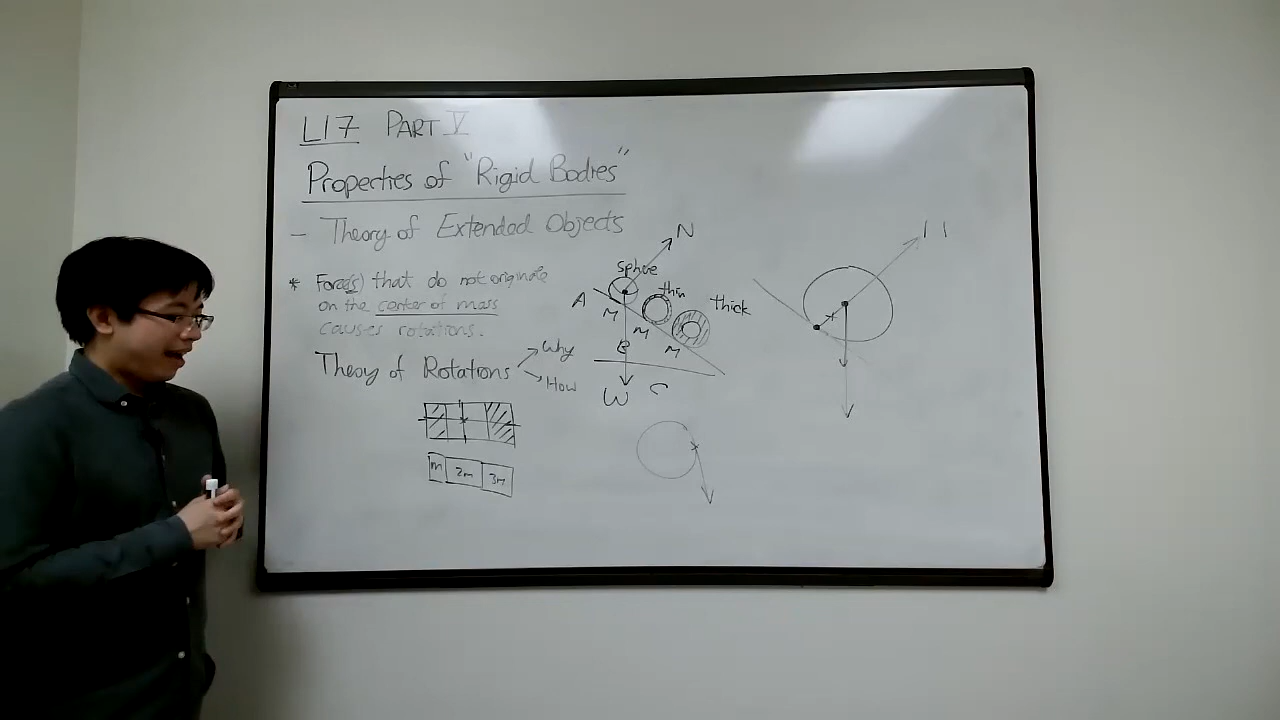 L17 PART V
Properties of "Rigid Bodies"
- Theory of Extended Objects
* Force(s) that do not originate
on the center of mass
causes rotations.
Theory of Rotations
Why
How
m 2m 3m
N
sphere
thin
thick
A
M
M
M
B
W
C